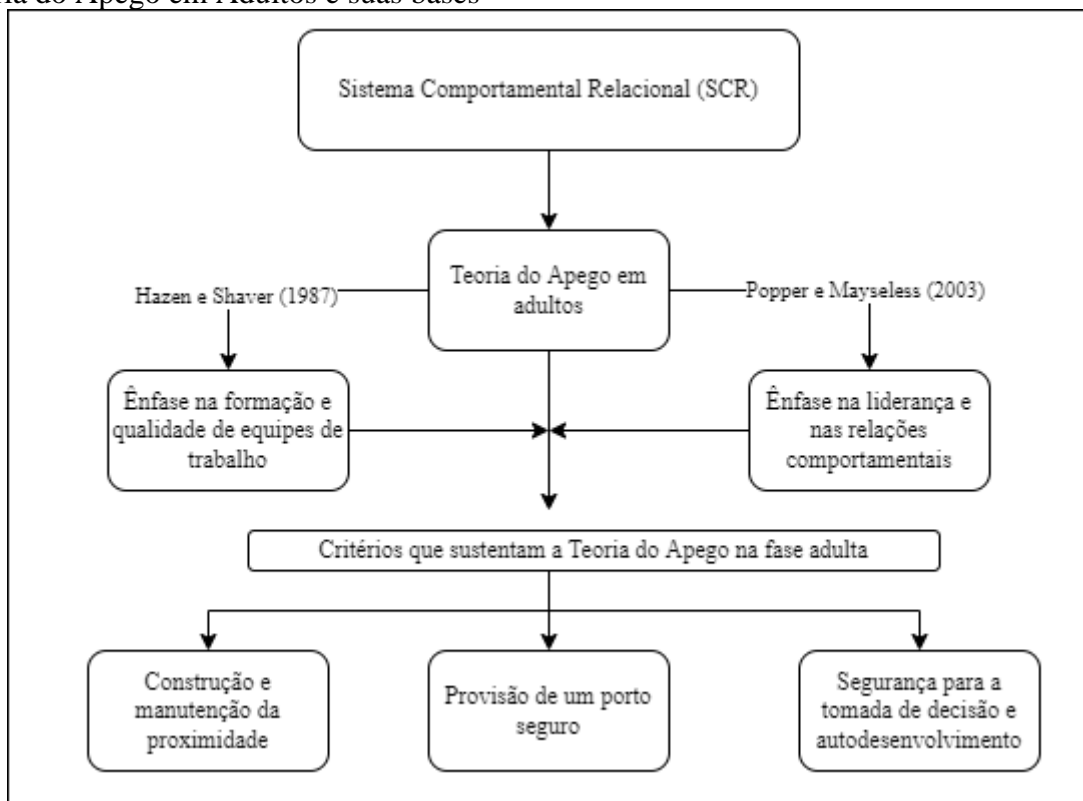 ria do Apego em Adultos e suas bases
Sistema Comportamental Relacional (SCR)
Teoria do Apego em
adultos
Hazen e Shaver (1987)
Popper e Mayseless (2003)
Ênfase na formação e
qualidade de equipes de
trabalho
Ênfase na liderança e
nas relações
comportamentais
Critérios que sustentam a Teoria do Apego na fase adulta
Construção e
manutenção da
proximidade
Provisão de um porto
seguro
Segurança para a
tomada de decisão e
autodesenvolvimento